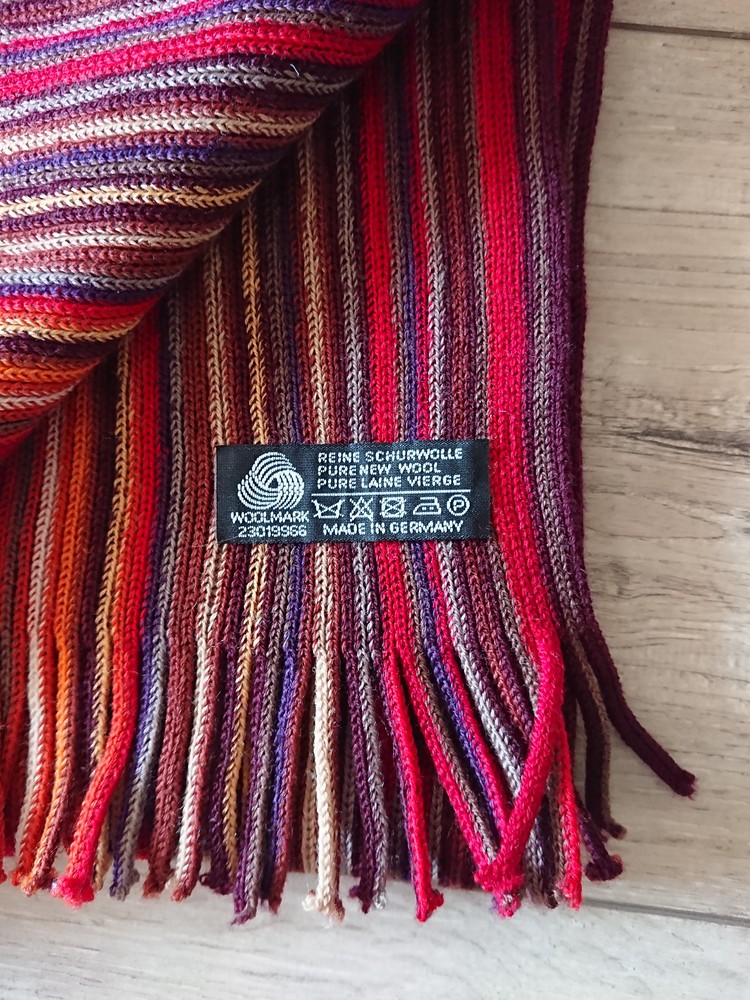 REINE SCHURWOLLE
PURE NEW WOOL
PURE LAINE VIERGE
WOOLMARK
23019966
MADE IN GERMANY
P